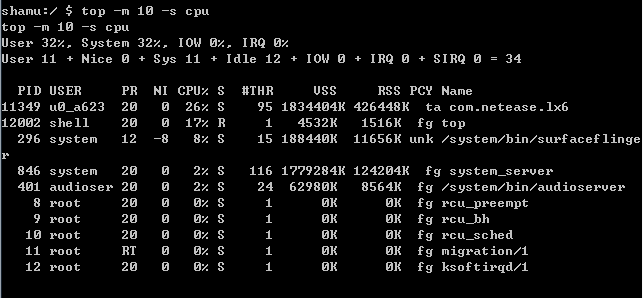 shamu:/ $ top -m 10 -s cpu
top -m 10 -s cpu
User 32%, System 32%, IOW 0%, IRQ 0%
User 11 + Nice 0 + Sys 11 + Idle 12 + IOW 0 + IRQ 0 + SIRQ 0 = 34

  PID USER     PR  NI CPU% S  #THR     VSS     RSS PCY Name
11349 u0_a623  20   0  26% S    95 1834404K 426448K  ta com.netease.lx6
12002 shell    20   0  17% R     1   4532K   1516K  fg top
  296 system   12  -8   8% S    15 188440K  11656K unk /system/bin/surfaceflinge
r
  846 system   20   0   2% S   116 1779284K 124204K  fg system_server
  401 audioser 20   0   2% S    24  62980K   8564K  fg /system/bin/audioserver
    8 root     20   0   0% S     1      0K      0K  fg rcu_preempt
    9 root     20   0   0% S     1      0K      0K  fg rcu_bh
   10 root     20   0   0% S     1      0K      0K  fg rcu_sched
   11 root     RT   0   0% S     1      0K      0K  fg migration/1
   12 root     20   0   0% S     1      0K      0K  fg ksoftirqd/1